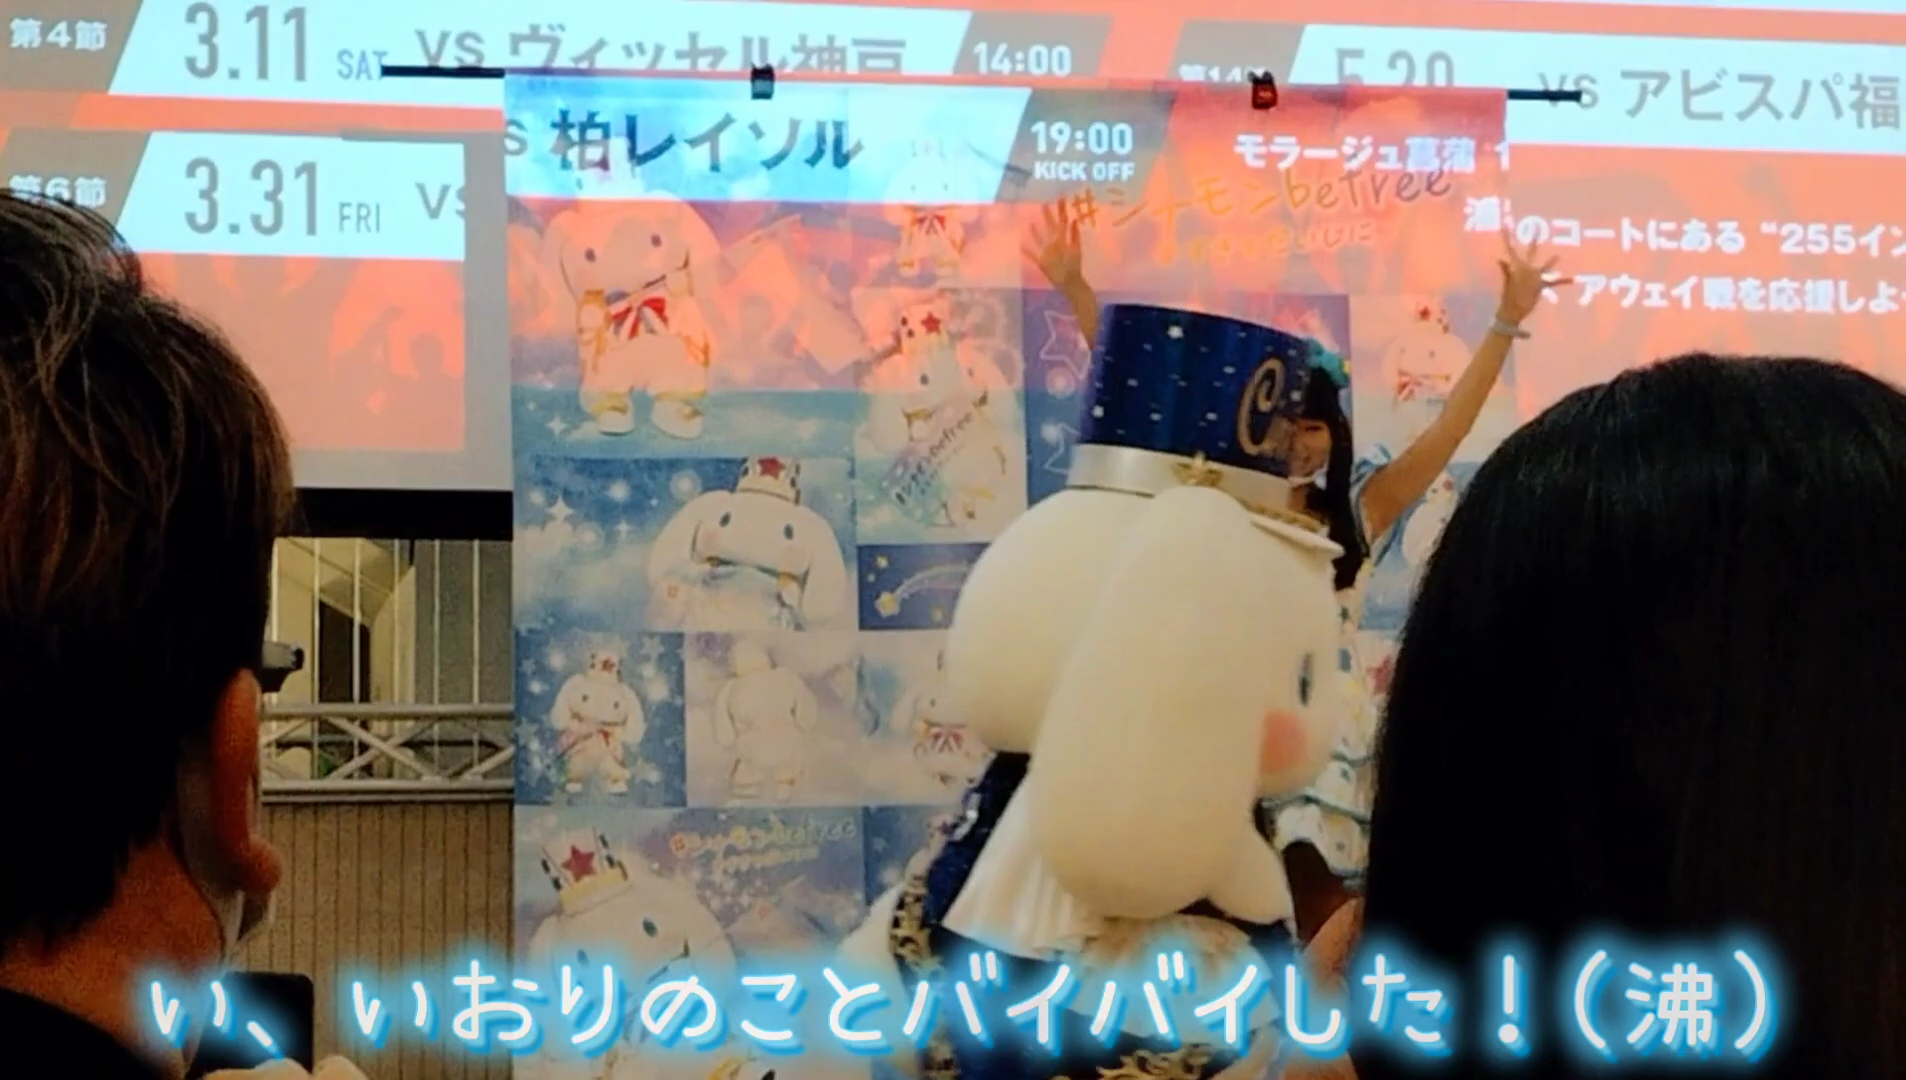 第4節 3.11 SAT VS ヴィッセル神戸 14:00
5.20 VS アビスパ福
柏レイソル 19:00 KICK OFF
第6節 3.31 FRI VS
モラージュ菖蒲
のコートにある “255イン
アウェイ戦を応援しよ
#シナモンbefree
C
い、いおりのことバイバイした！（沸）